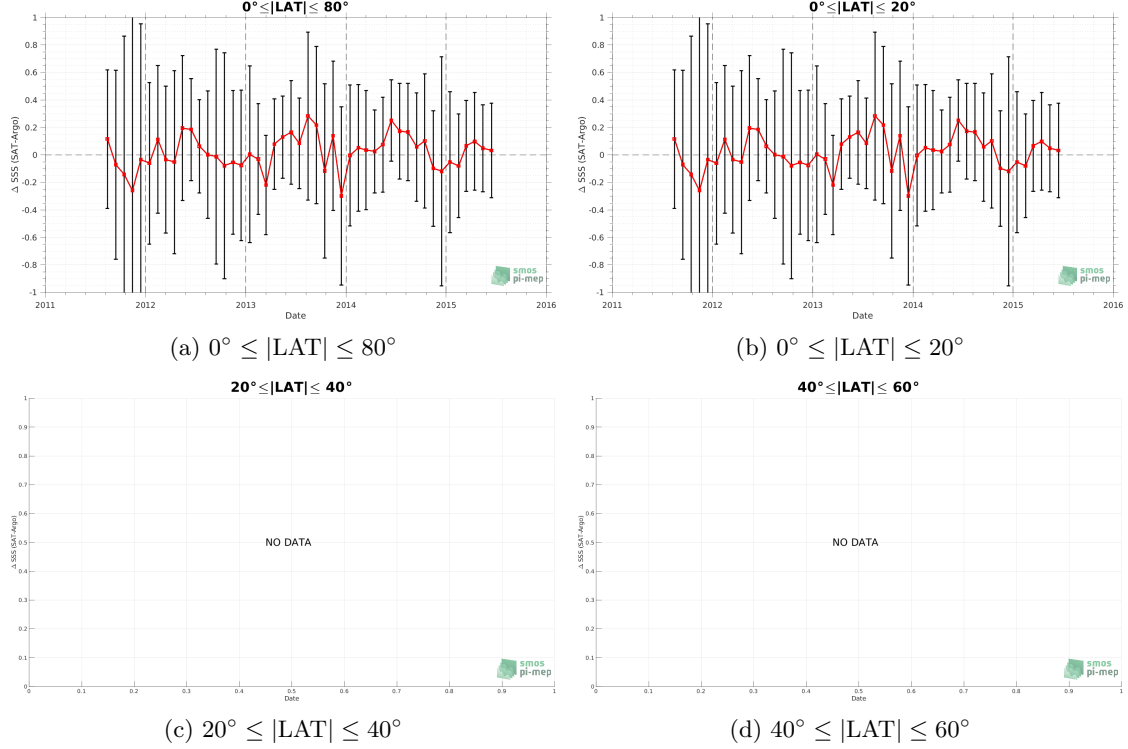 0°≤|LAT|≤ 80°
1
0.8
0.6
0.4
0.2
0
-0.2
-0.4
-0.6
-0.8
-1
Δ SSS (SAT-Argo)
2011 2012 2013 2014 2015 2016
Date
smos
pi-mep
(a) 0° ≤ |LAT| ≤ 80°
0°≤|LAT|≤ 20°
1
0.8
0.6
0.4
0.2
0
-0.2
-0.4
-0.6
-0.8
-1
Δ SSS (SAT-Argo)
2011 2012 2013 2014 2015 2016
Date
smos
pi-mep
(b) 0° ≤ |LAT| ≤ 20°
20°≤|LAT|≤ 40°
1
0.9
0.8
0.7
0.6
0.5
0.4
0.3
0.2
0.1
0
Δ SSS (SAT-Argo)
NO DATA
0 0.1 0.2 0.3 0.4 0.5 0.6 0.7 0.8 0.9 1
Date
smos
pi-mep
(c) 20° ≤ |LAT| ≤ 40°
40°≤|LAT|≤ 60°
1
0.9
0.8
0.7
0.6
0.5
0.4
0.3
0.2
0.1
0
Δ SSS (SAT-Argo)
NO DATA
0 0.1 0.2 0.3 0.4 0.5 0.6 0.7 0.8 0.9 1
Date
smos
pi-mep
(d) 40° ≤ |LAT| ≤ 60°